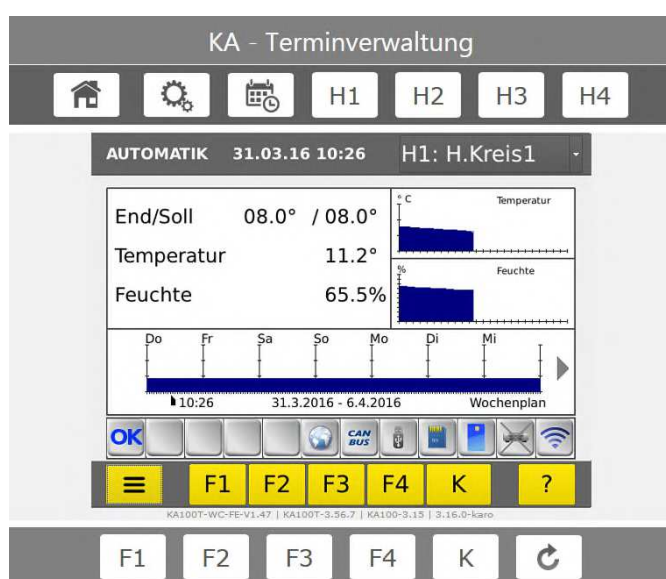 KA - Terminverwaltung
H1 H2 H3 H4
AUTOMATIK 31.03.16 10:26 H1: H.Kreis1
End/Soll 08.0° / 08.0°
Temperatur 11.2°
Feuchte 65.5%
°C Temperatur
% Feuchte
Do Fr Sa So Mo Di Mi
10:26 31.3.2016 - 6.4.2016 Wochenplan
OK CAN BUS
F1 F2 F3 F4 K ?
KA100T-WC-FE-V1.47 | KA100T-3.56.7 | KA100-3.15 | 3.16.0-karo
F1 F2 F3 F4 K